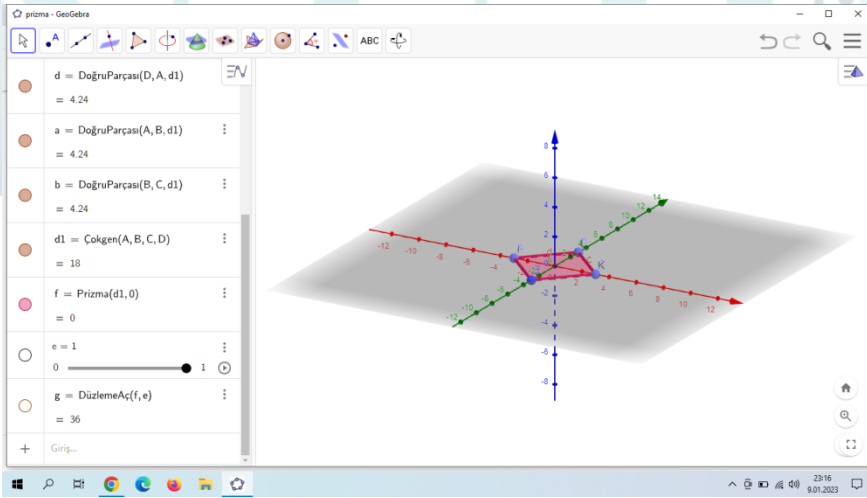 prizma - GeoGebra
ABC
d = DoğruParçası(D, A, d1)
= 4.24
a = DoğruParçası(A, B, d1)
= 4.24
b = DoğruParçası(B, C, d1)
= 4.24
d1 = Çokgen(A, B, C, D)
= 18
f = Prizma(d1, 0)
= 0
e = 1
0 1
g = DüzlemeAç(f, e)
= 36
Giriş...
8
6
4
2
-2
-4
-6
-8
-12 -10 -8 -6 -4 2 4 6 8 10 12
-12 -10 -8 -6 -4 4 6 8 10 12 14
K
23:16
9.01.2023